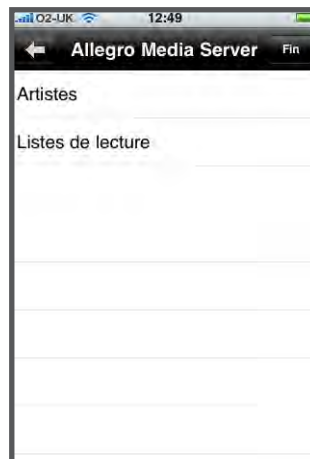 O2-UK 12:49
Allegro Media Server Fin
Artistes
Listes de lecture